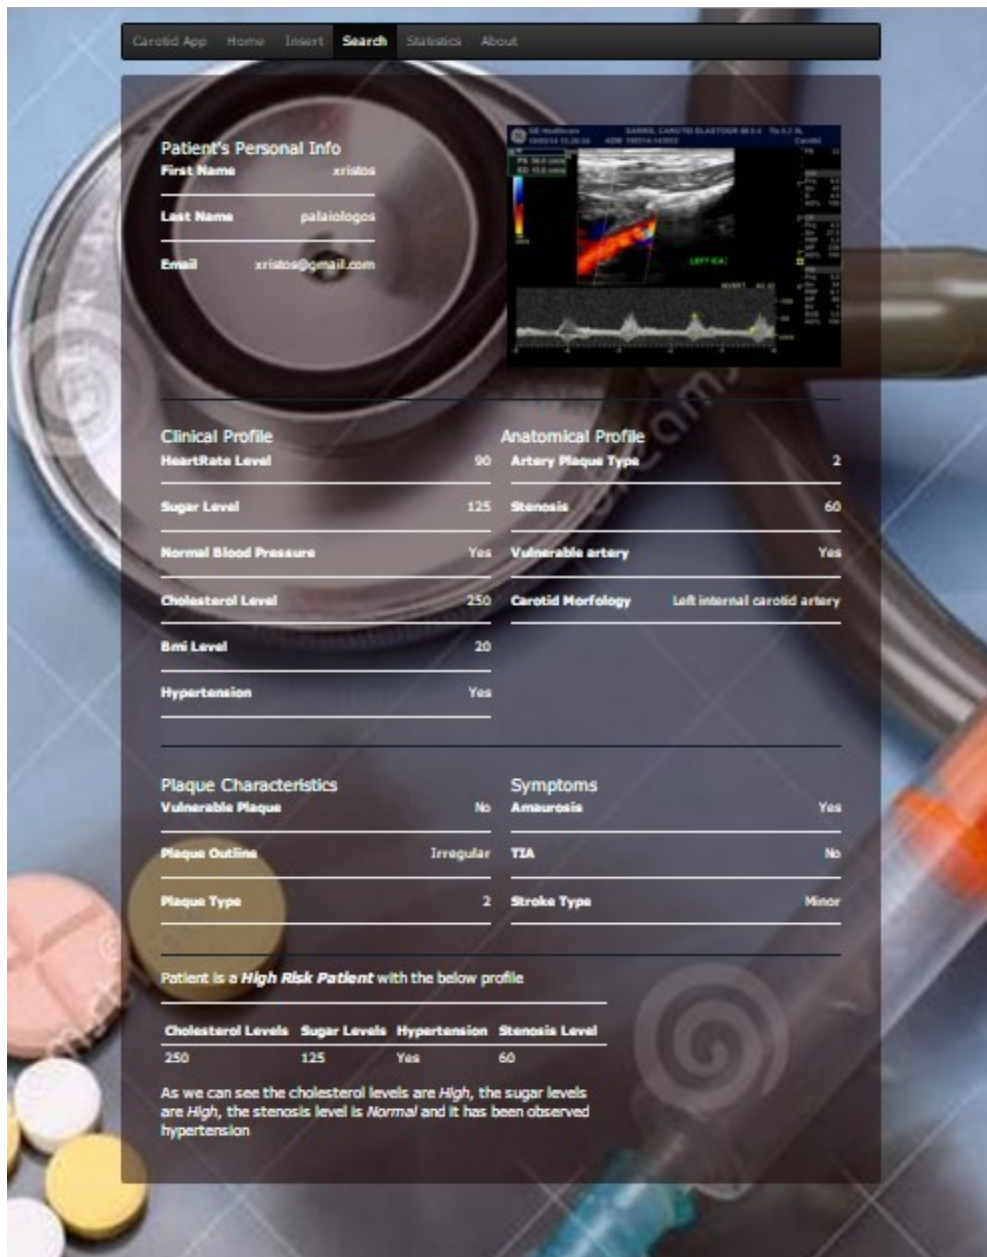 Carotid App Home Insert Search Statistics About
Patient's Personal Info
First Name xristos
Last Name palaiologos
Email xristos@gmail.com
GE Healthcare
LEFT ICA
INVERT
Clinical Profile
HeartRate Level 90
Sugar Level 125
Normal Blood Pressure Yes
Cholesterol Level 250
Bmi Level 20
Hypertension Yes
Anatomical Profile
Artery Plaque Type 2
Stenosis 60
Vulnerable artery Yes
Carotid Morfology Left internal carotid artery
Plaque Characteristics
Vulnerable Plaque No
Plaque Outline Irregular
Plaque Type 2
Symptoms
Amaurosis Yes
TIA No
Stroke Type Minor
Patient is a High Risk Patient with the below profile
Cholesterol Levels Sugar Levels Hypertension Stenosis Level
250 125 Yes 60
As we can see the cholesterol levels are High, the sugar levels
are High, the stenosis level is Normal and it has been observed
hypertension